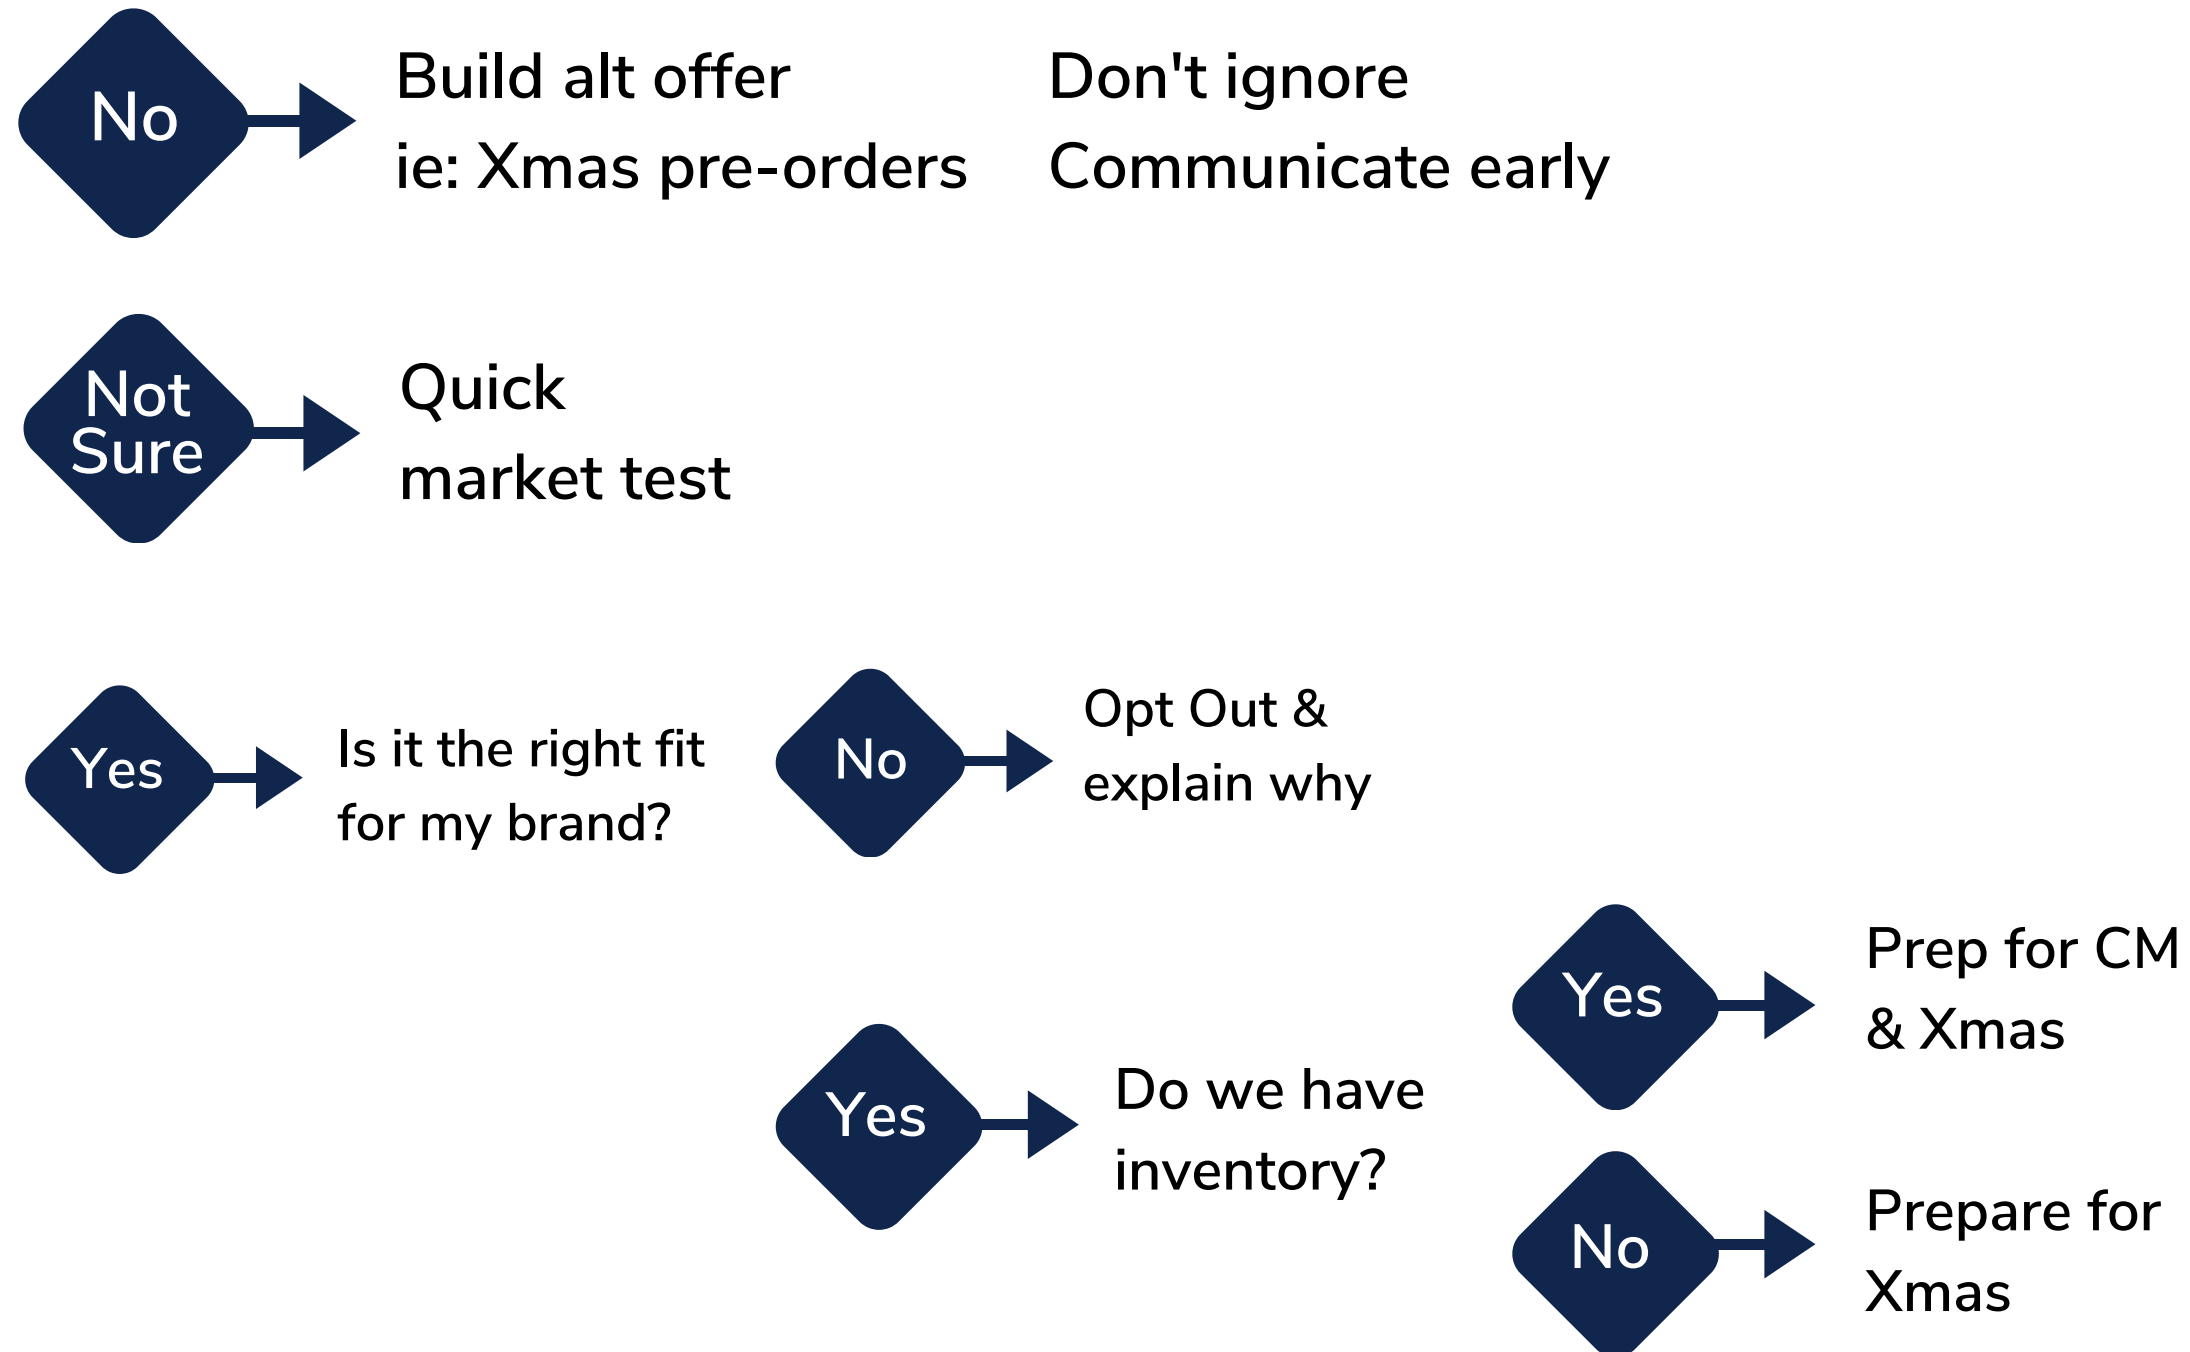 No
Build alt offer
ie: Xmas pre-orders
Don't ignore
Communicate early
Not
Sure
Quick
market test
Yes
Is it the right fit
for my brand?
No
Opt Out &
explain why
Yes
Do we have
inventory?
Yes
Prep for CM
& Xmas
No
Prepare for
Xmas